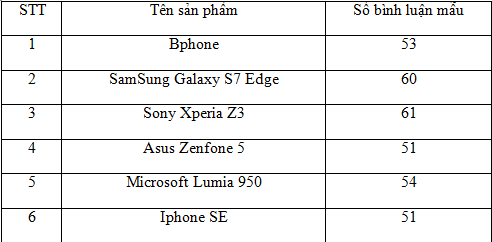 STT Tên sản phẩm Số bình luận mẫu
1 Bphone 53
2 SamSung Galaxy S7 Edge 60
3 Sony Xperia Z3 61
4 Asus Zenfone 5 51
5 Microsoft Lumia 950 54
6 Iphone SE 51